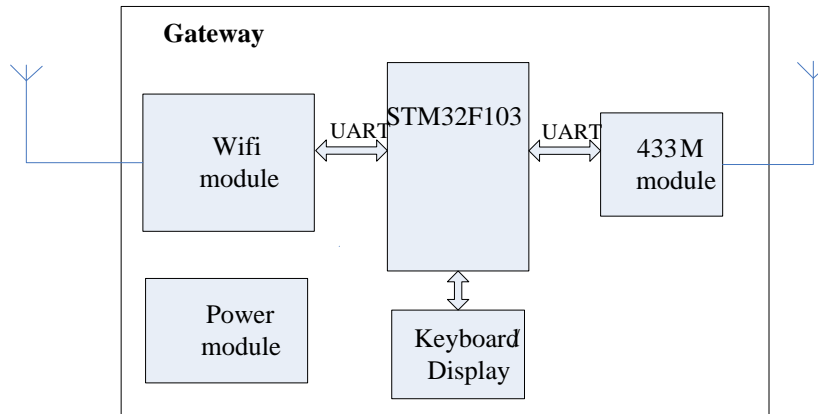 Gateway
STM32F103
UART
UART
Wifi
module
433M
module
Power
module
Keyboard/
Display